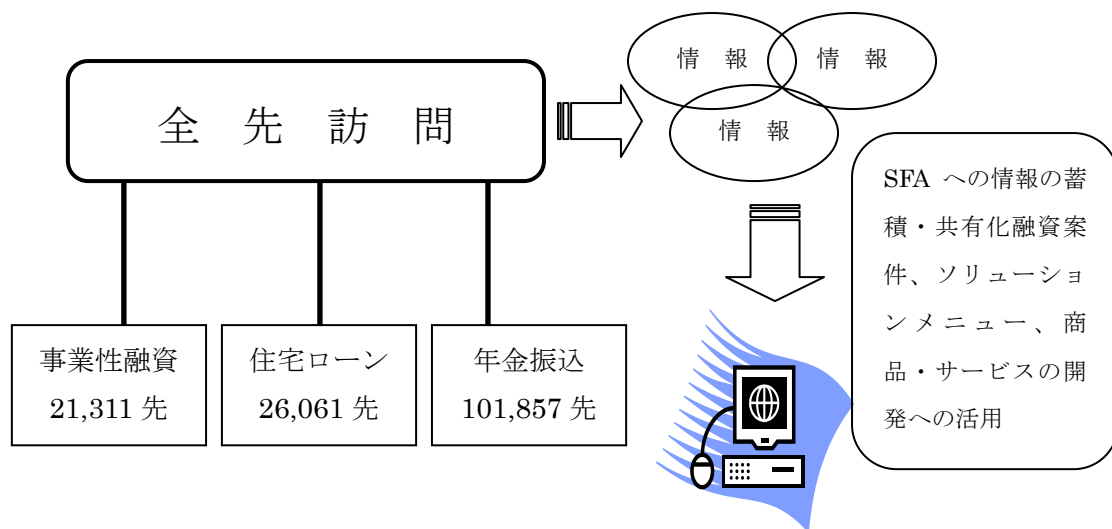 全 先 訪 問
情 報
情 報
情 報
SFA への情報の蓄
積・共有化融資案
件、ソリューショ
ンメニュー、商
品・サービスの開
発への活用
事業性融資
21,311 先
住宅ローン
26,061 先
年金振込
101,857 先